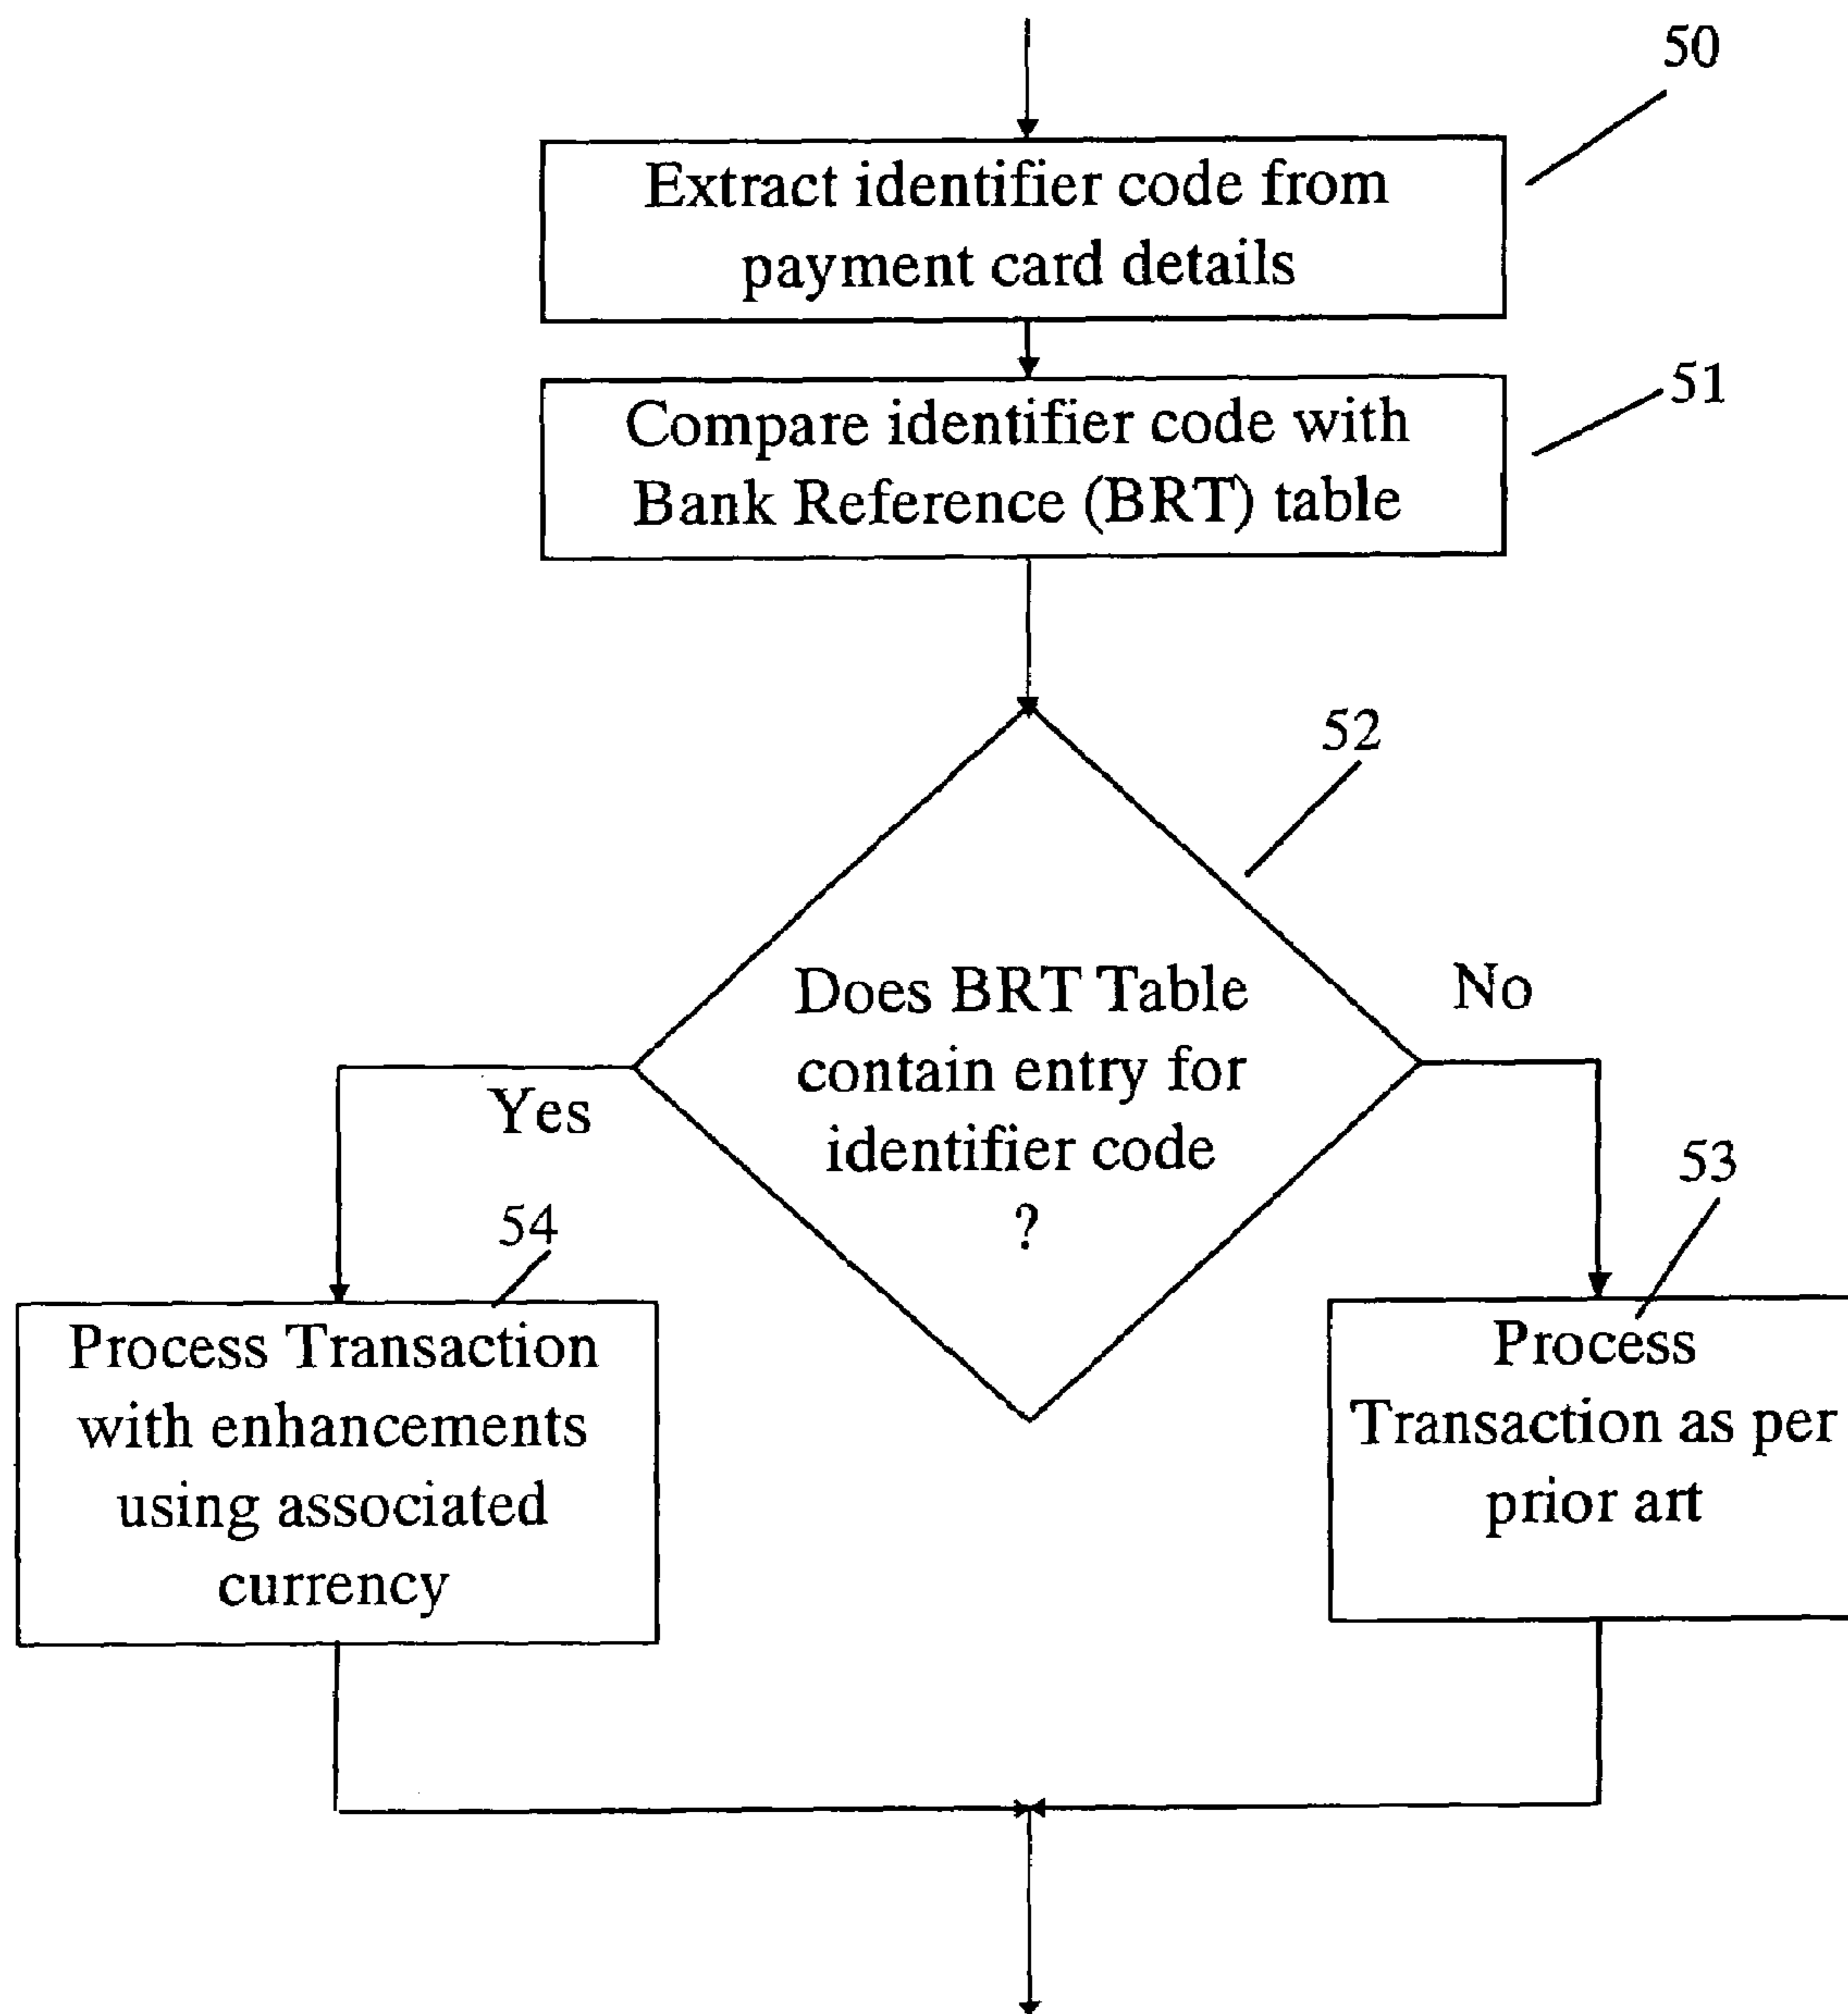 50
Extract identifier code from
payment card details
51
Compare identifier code with
Bank Reference (BRT) table
52
Does BRT Table
contain entry for
identifier code
?
No
Yes
53
54
Process Transaction
with enhancements
using associated
currency
Process
Transaction as per
prior art